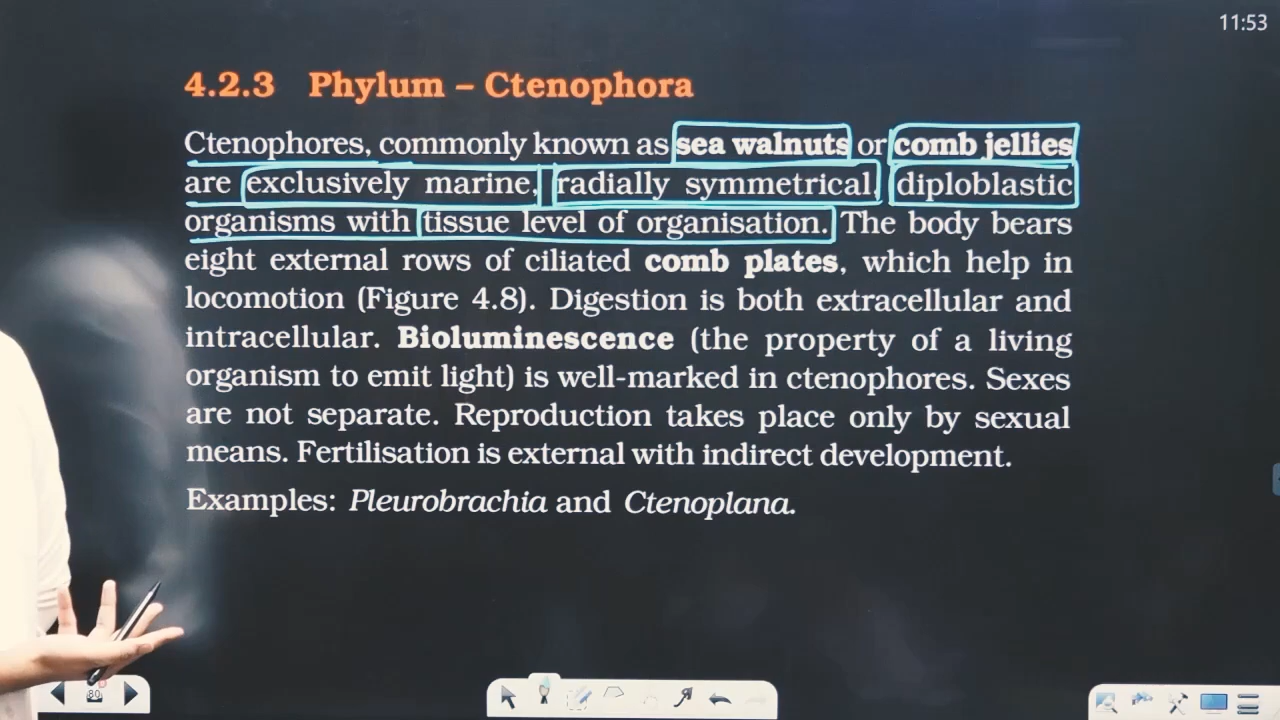 11:53
4.2.3 Phylum – Ctenophora
Ctenophores, commonly known as sea walnuts or comb jellies
are exclusively marine, radially symmetrical, diploblastic
organisms with tissue level of organisation. The body bears
eight external rows of ciliated comb plates, which help in
locomotion (Figure 4.8). Digestion is both extracellular and
intracellular. Bioluminescence (the property of a living
organism to emit light) is well-marked in ctenophores. Sexes
are not separate. Reproduction takes place only by sexual
means. Fertilisation is external with indirect development.
Examples: Pleurobrachia and Ctenoplana.
80